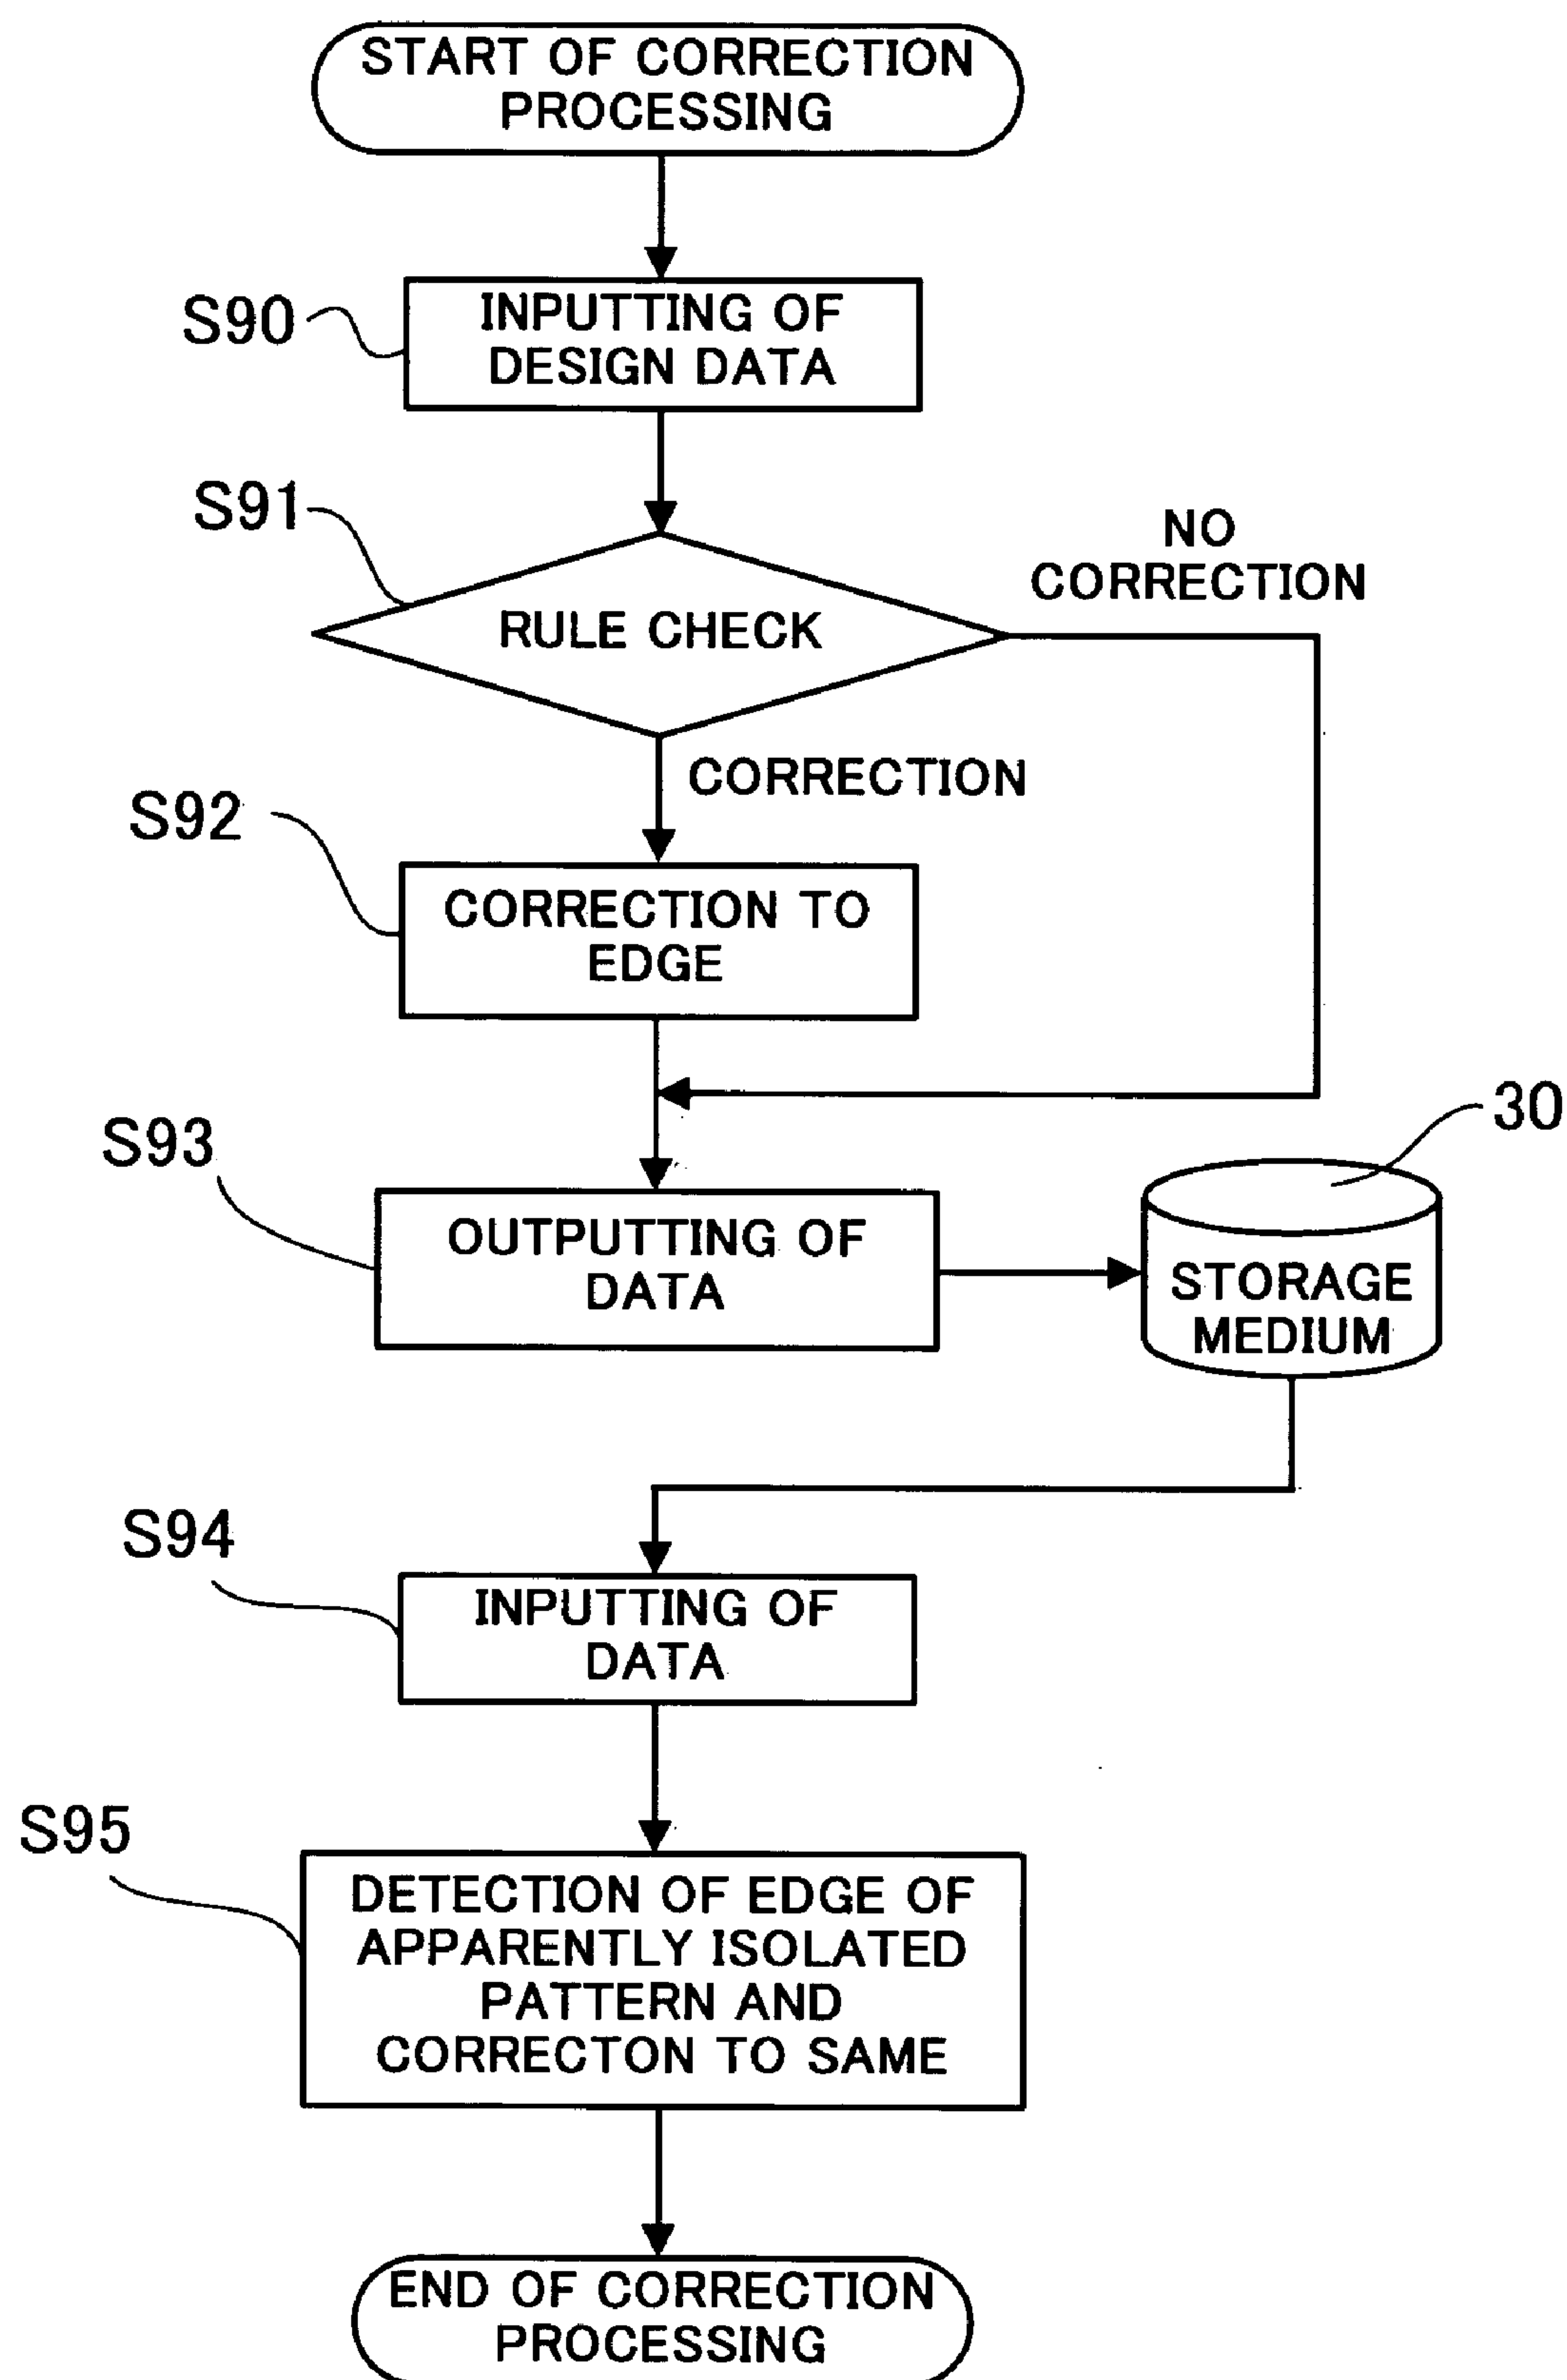 START OF CORRECTION
PROCESSING
S90
INPUTTING OF
DESIGN DATA
S91
RULE CHECK
NO
CORRECTION
CORRECTION
S92
CORRECTION TO
EDGE
S93
OUTPUTTING OF
DATA
30
STORAGE
MEDIUM
S94
INPUTTING OF
DATA
S95
DETECTION OF EDGE OF
APPARENTLY ISOLATED
PATTERN AND
CORRECTON TO SAME
END OF CORRECTION
PROCESSING